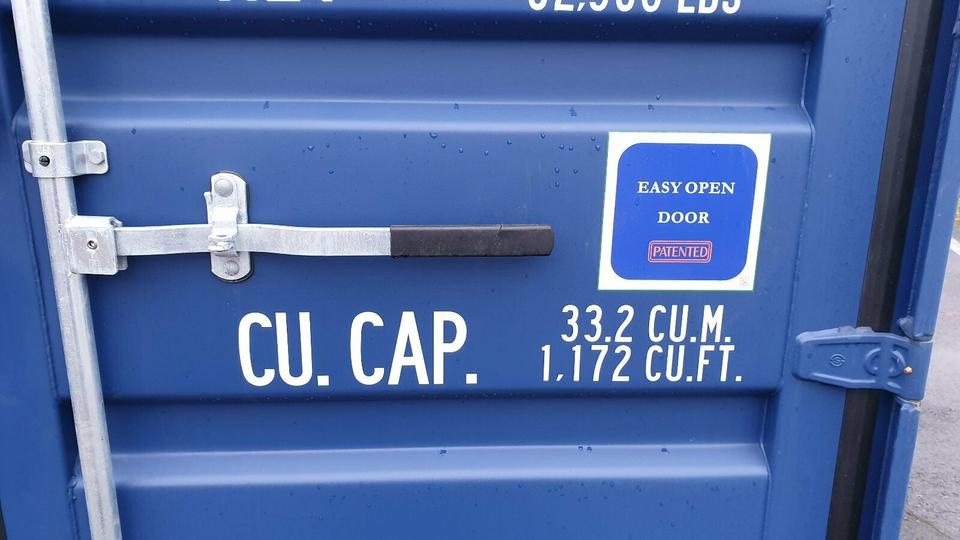 EASY OPEN
DOOR
PATENTED
CU. CAP.
33.2 CU.M.
1,172 CU.FT.